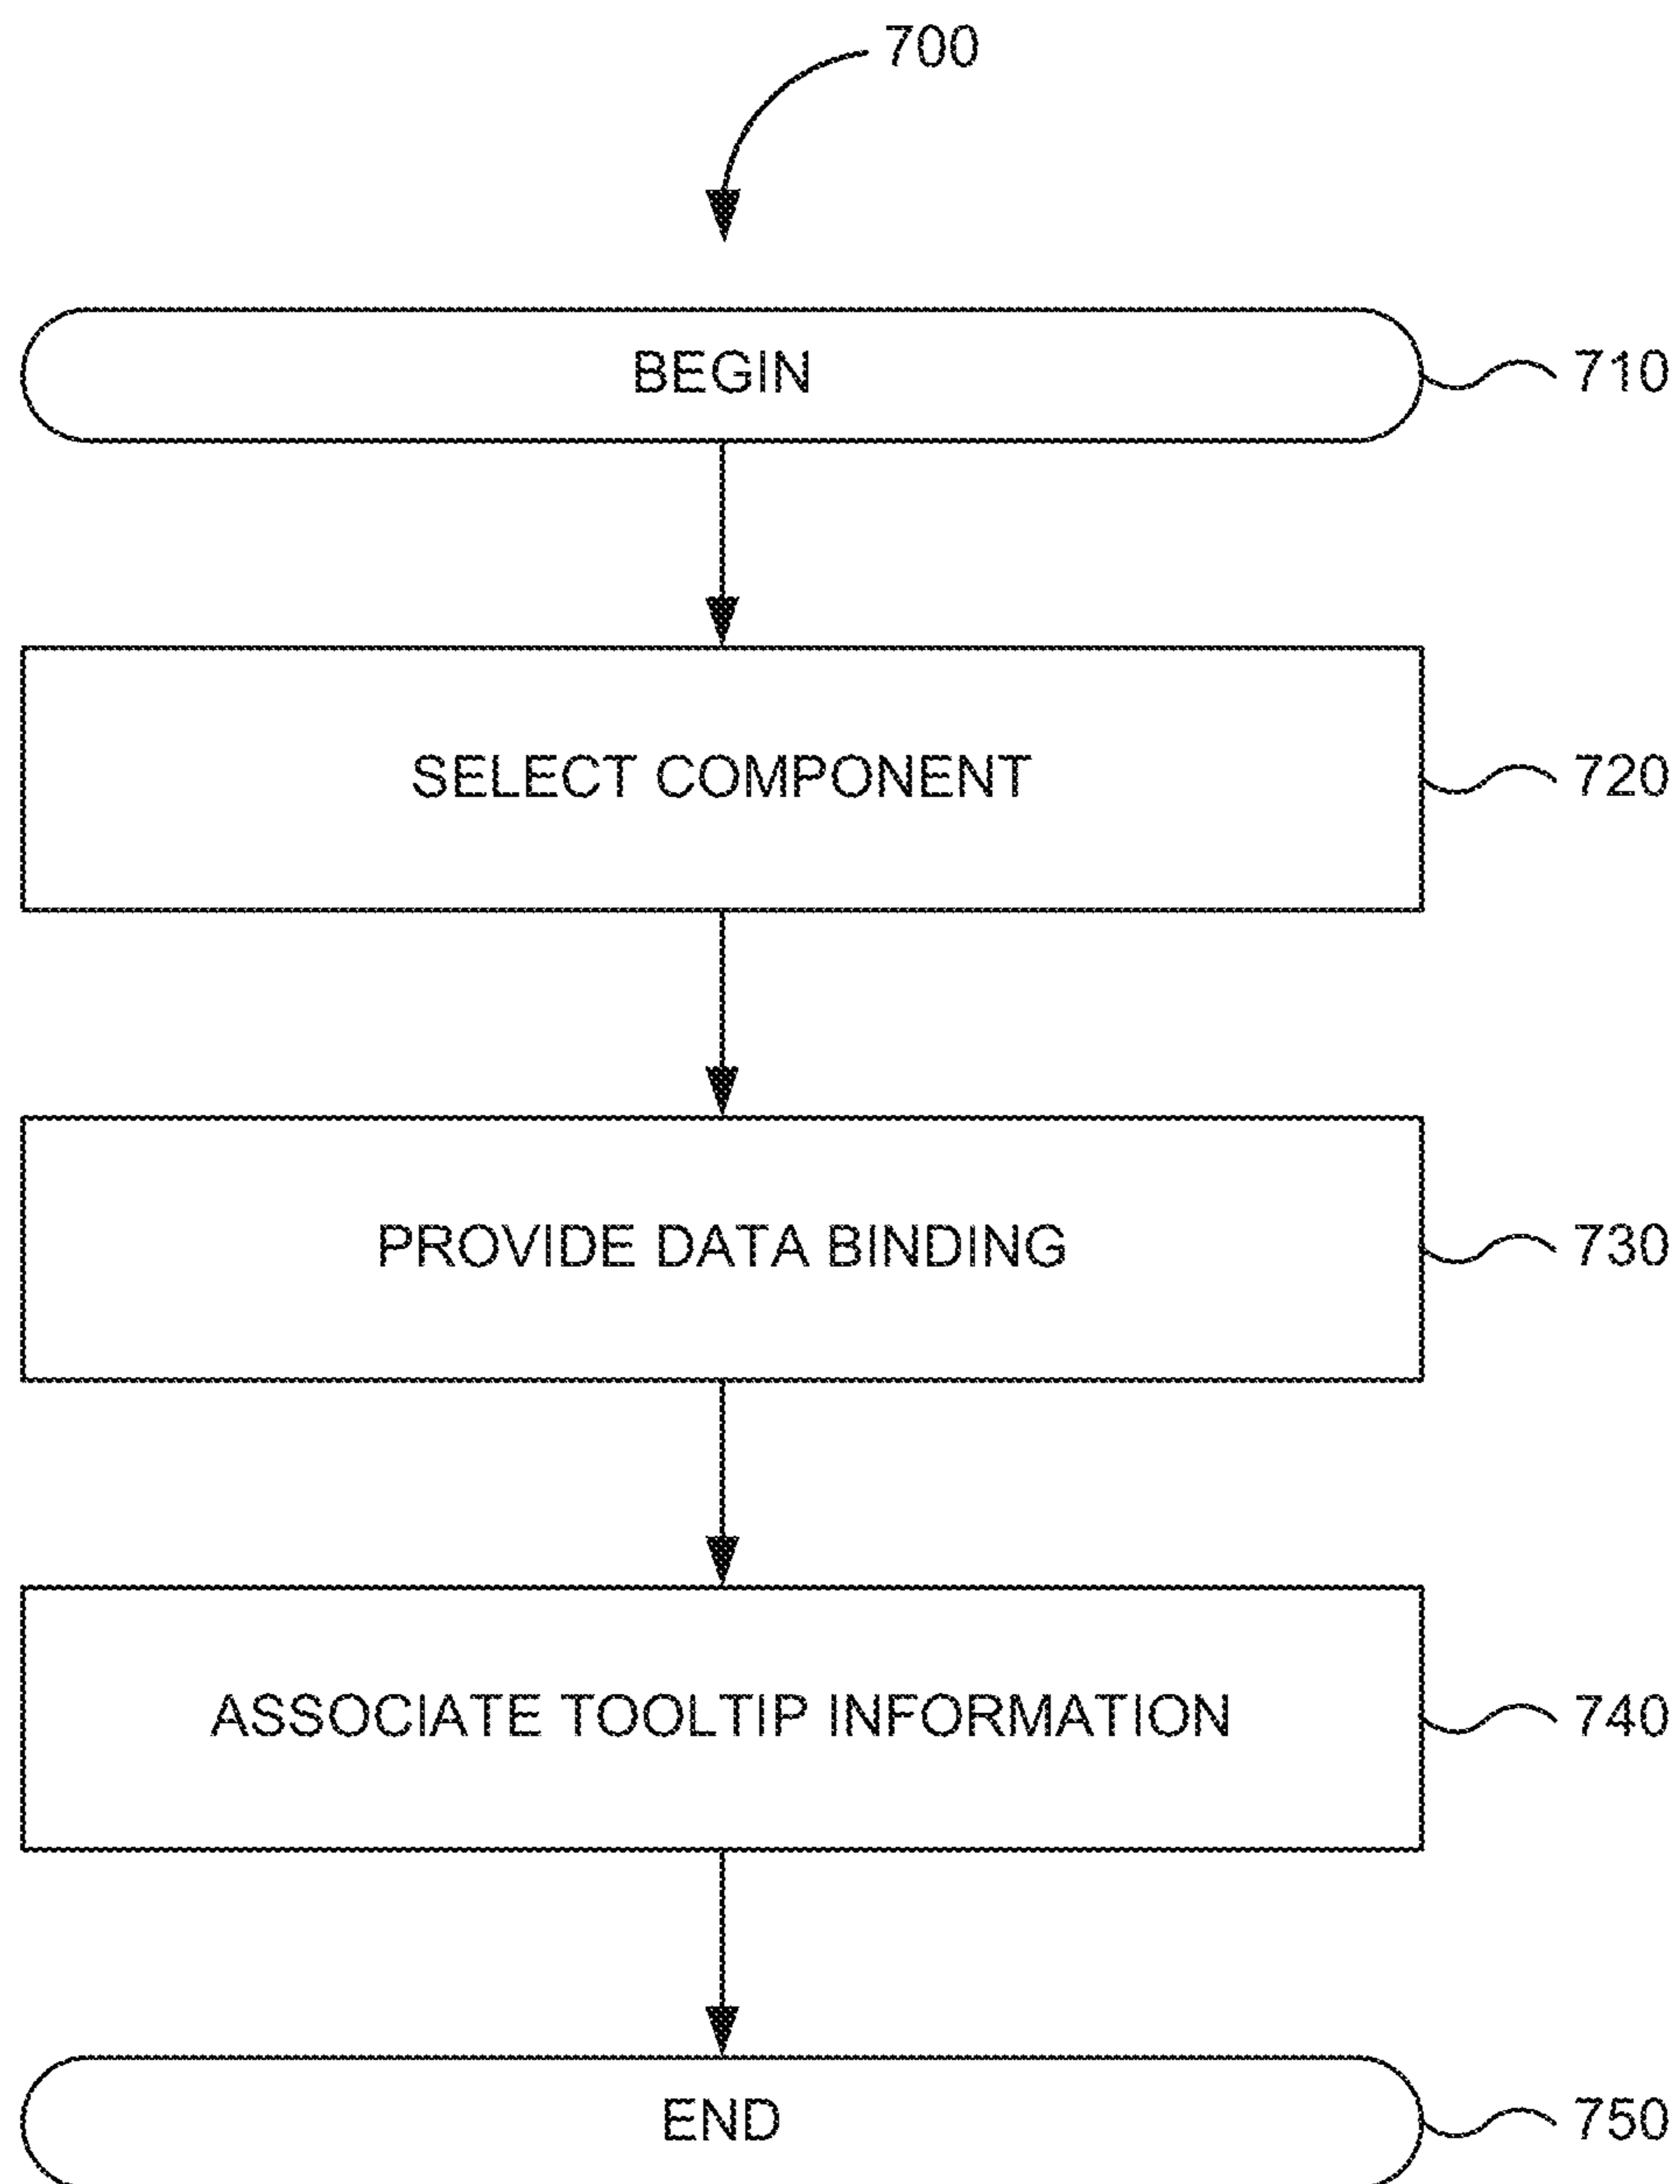 700
BEGIN
710
SELECT COMPONENT
720
PROVIDE DATA BINDING
730
ASSOCIATE TOOLTIP INFORMATION
740
END
750